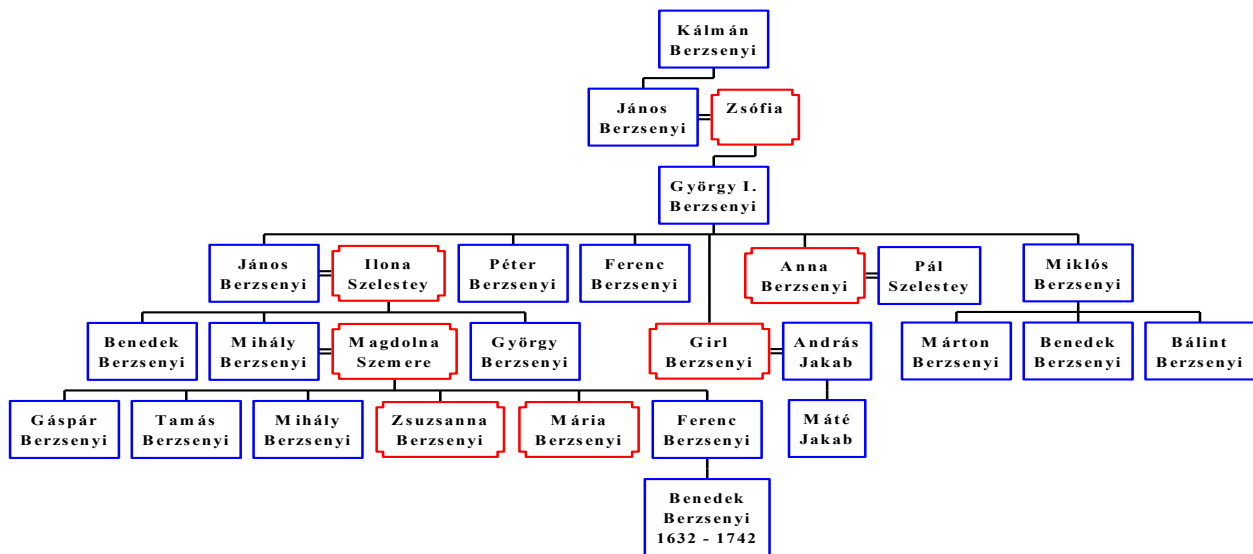 Kálmán
Berzsenyi
János
Berzsenyi
Zsófia
György I.
Berzsenyi
János
Berzsenyi
Ilona
Szelestey
Péter
Berzsenyi
Ferenc
Berzsenyi
Anna
Berzsenyi
Pál
Szelestey
Miklós
Berzsenyi
Benedek
Berzsenyi
Mihály
Berzsenyi
Magdolna
Szemere
György
Berzsenyi
Girl
Berzsenyi
András
Jakab
Márton
Berzsenyi
Benedek
Berzsenyi
Bálint
Berzsenyi
Gáspár
Berzsenyi
Tamás
Berzsenyi
Mihály
Berzsenyi
Zsuzsanna
Berzsenyi
Mária
Berzsenyi
Ferenc
Berzsenyi
Máté
Jakab
Benedek
Berzsenyi
1632 - 1742